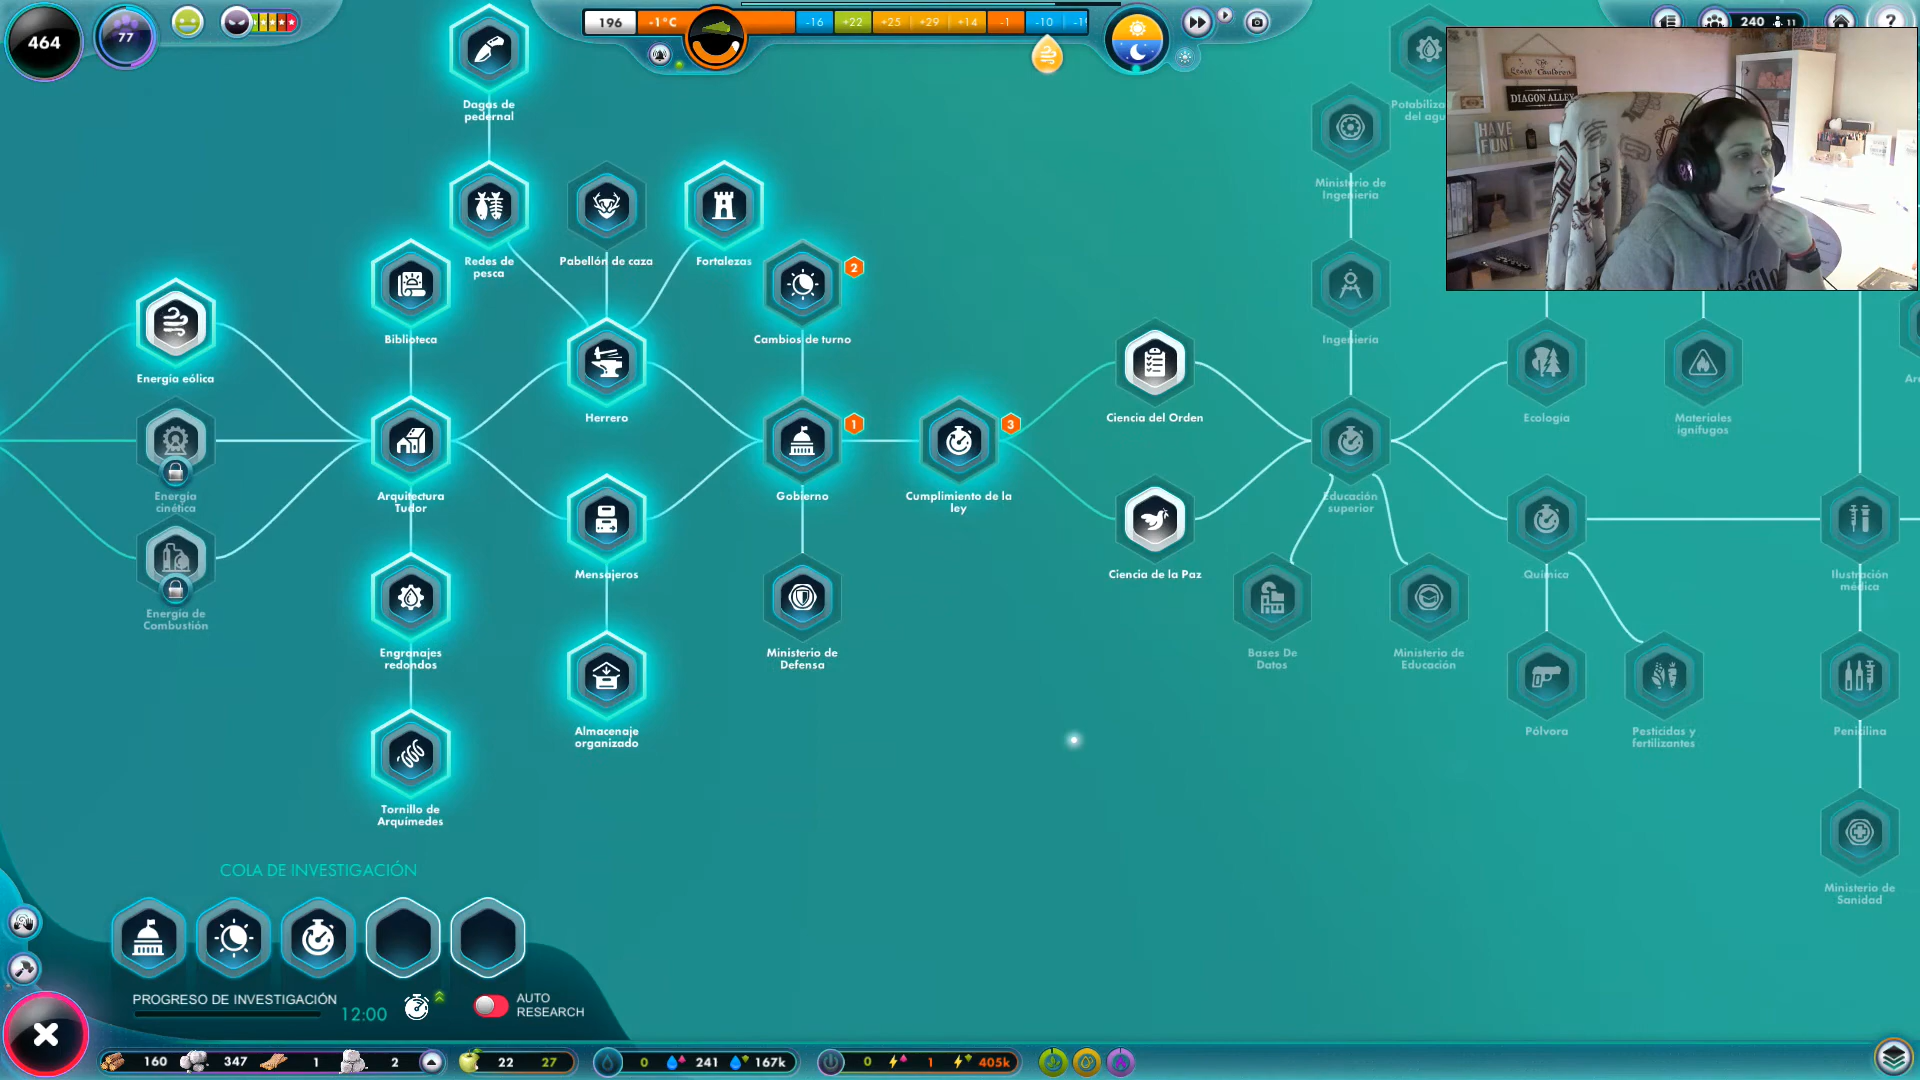 464
77
196
-1°C
-16
+22
+25
+29
+14
-1
-10
240
11
?
Geeky Cauldron
DIAGON ALLEY
HAVE
FUN!
Dagas de
pedernal
Redes de
pesca
Pabellón de caza
Fortalezas
2
Biblioteca
Cambios de turno
Energía eólica
Herrero
Energía
cinética
Arquitectura
Tudor
1
Gobierno
3
Cumplimiento de la
ley
Energía de
Combustión
Mensajeros
Engranajes
redondos
Ministerio de
Defensa
Almacenaje
organizado
Tornillo de
Arquímedes
Ciencia del Orden
Ciencia de la Paz
Ministerio de
Ingeniería
Ingeniería
Educación
superior
Bases De
Datos
Ministerio de
Educación
Ecología
Materiales
ignífugos
Química
Pólvora
Pesticidas y
fertilizantes
Ilustración
médica
Penicilina
Ministerio de
Sanidad
COLA DE INVESTIGACIÓN
PROGRESO DE INVESTIGACIÓN
12:00
AUTO
RESEARCH
160
347
1
2
22
27
0
241
167k
0
1
405k